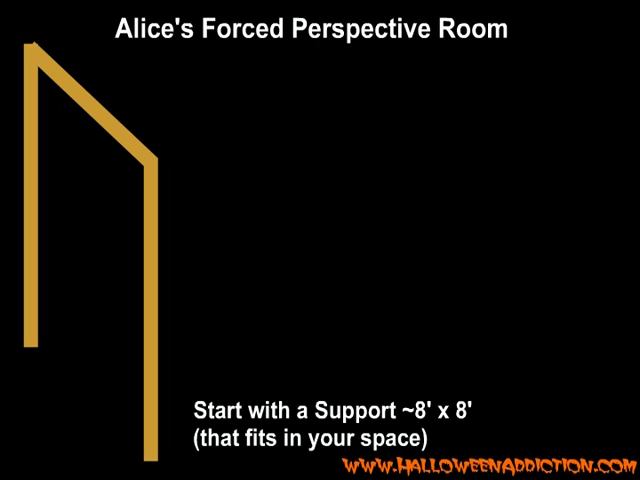 Alice's Forced Perspective Room
Start with a Support ~8' x 8'
(that fits in your space)
www.HalloweenAddiction.com